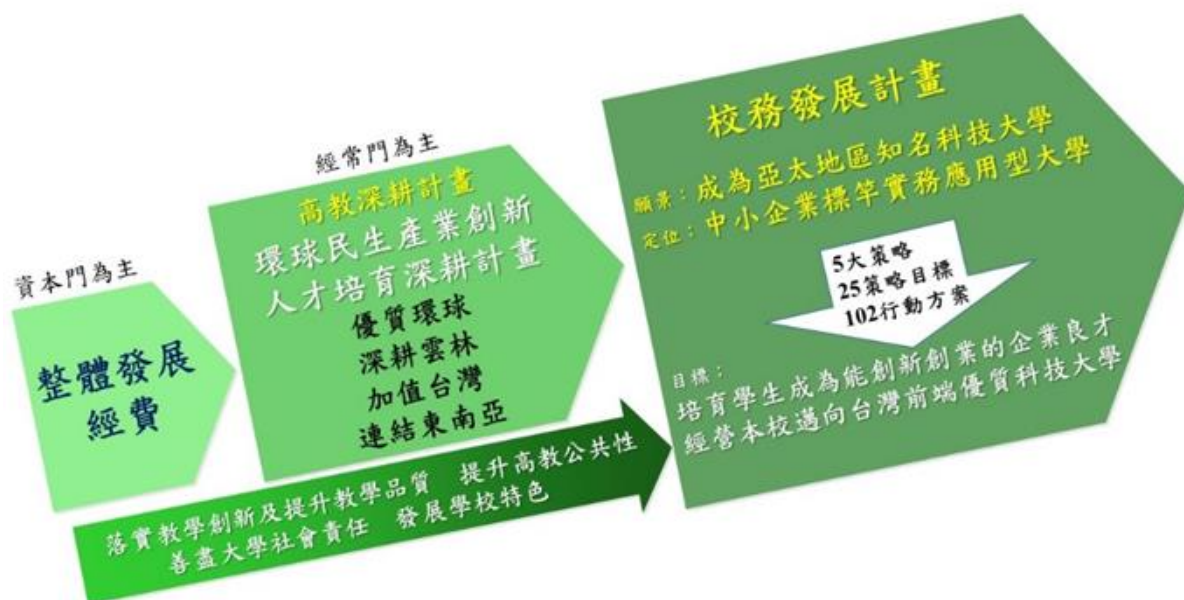 資本門為主
整體發展
經費
經常門為主
高教深耕計畫
環球民生產業創新
人才培育深耕計畫
優質環球
深耕雲林
加值台灣
連結東南亞
落實教學創新及提升教學品質 提升高教公共性
善盡大學社會責任 發展學校特色
校務發展計畫
願景：成為亞太地區知名科技大學
定位：中小企業標竿實務應用型大學
5大策略
25策略目標
102行動方案
目標：
培育學生成為能創新創業的企業良才
經營本校邁向台灣前端優質科技大學